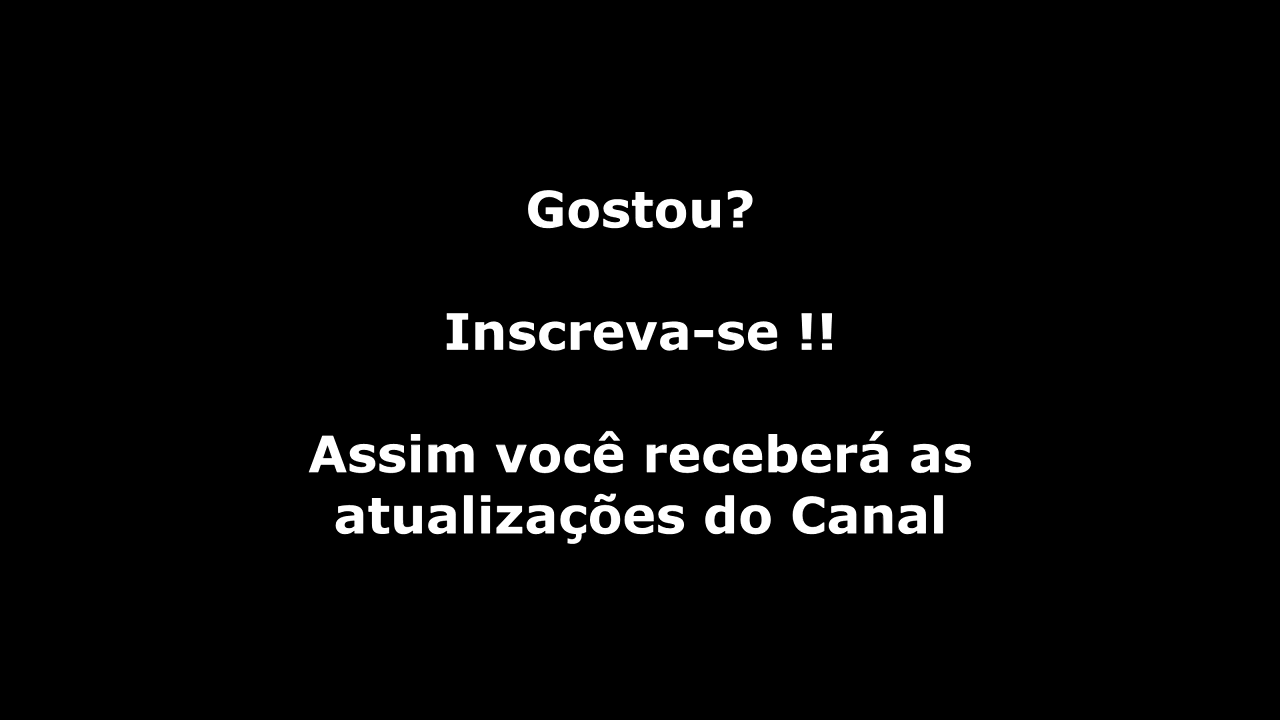 Gostou?
Inscreva-se !!
Assim você receberá as
atualizações do Canal